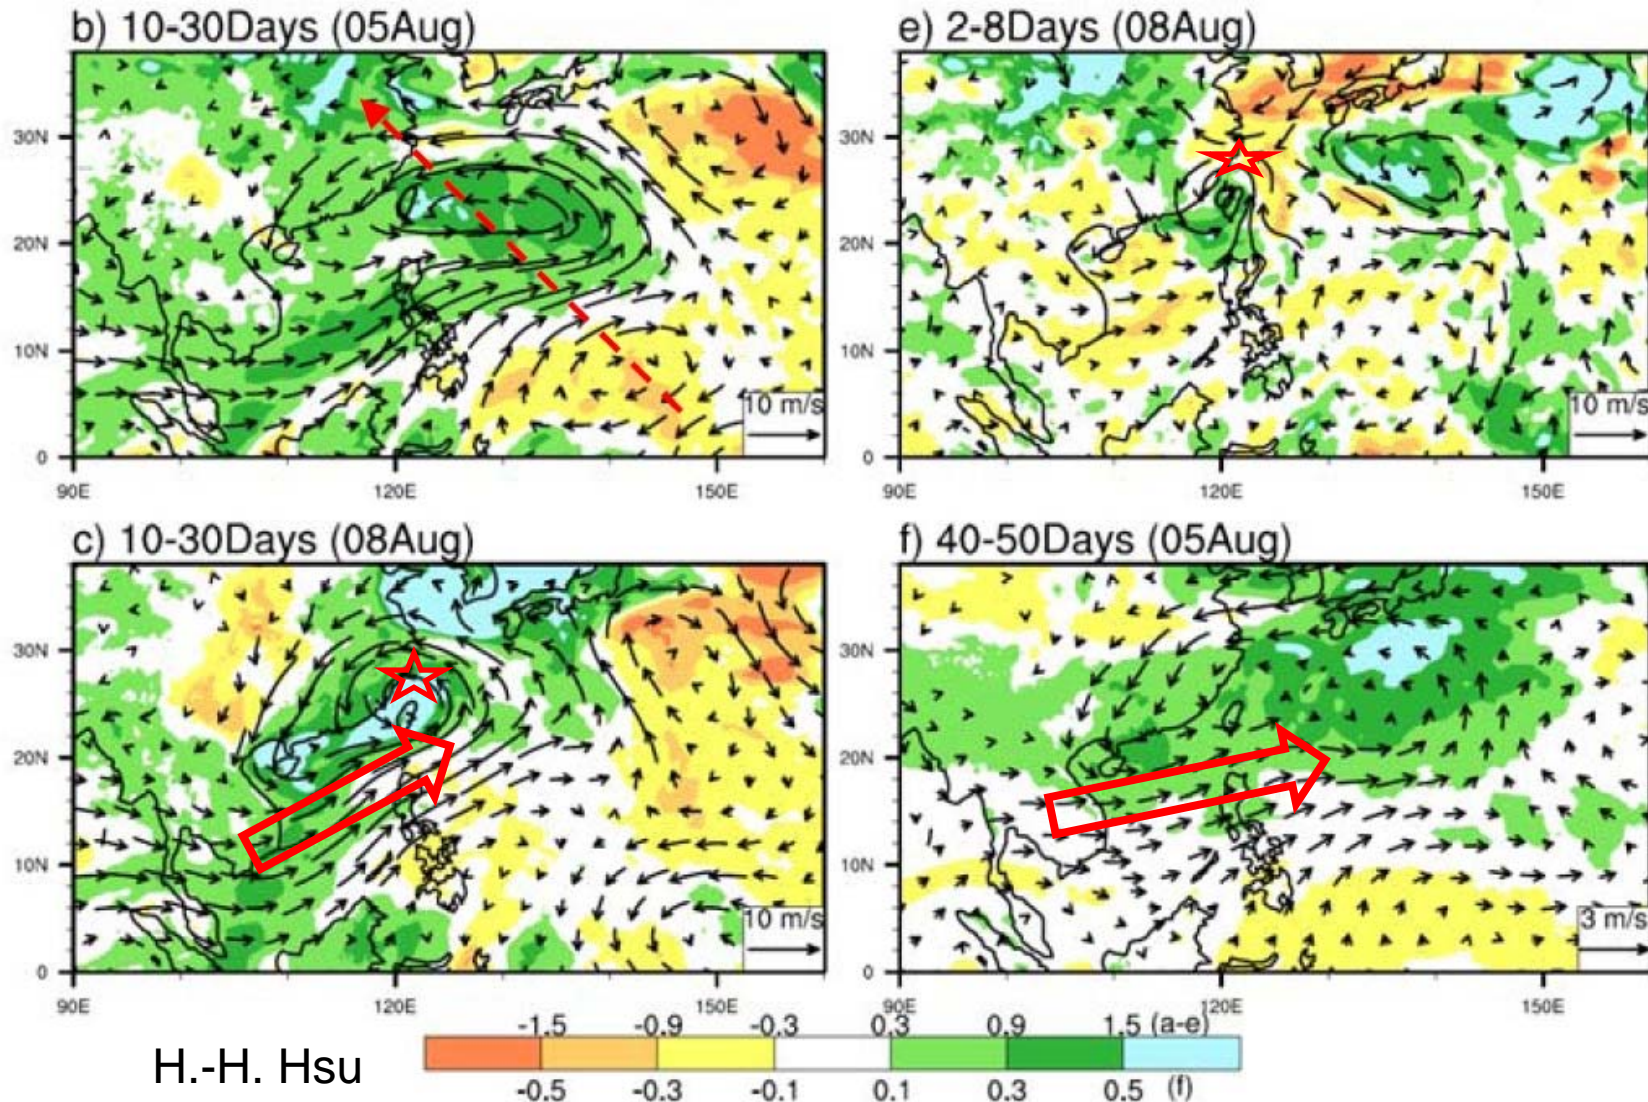 b) 10-30Days (05Aug)
30N
20N
10N
0
90E 120E 150E
10 m/s
e) 2-8Days (08Aug)
30N
20N
10N
0
90E 120E 150E
10 m/s
c) 10-30Days (08Aug)
30N
20N
10N
0
90E 120E 150E
10 m/s
f) 40-50Days (05Aug)
30N
20N
10N
0
90E 120E 150E
3 m/s
-1.5 -0.9 -0.3 0.3 0.9 1.5 (a-e)
H.-H. Hsu
-0.5 -0.3 -0.1 0.1 0.3 0.5 (f)